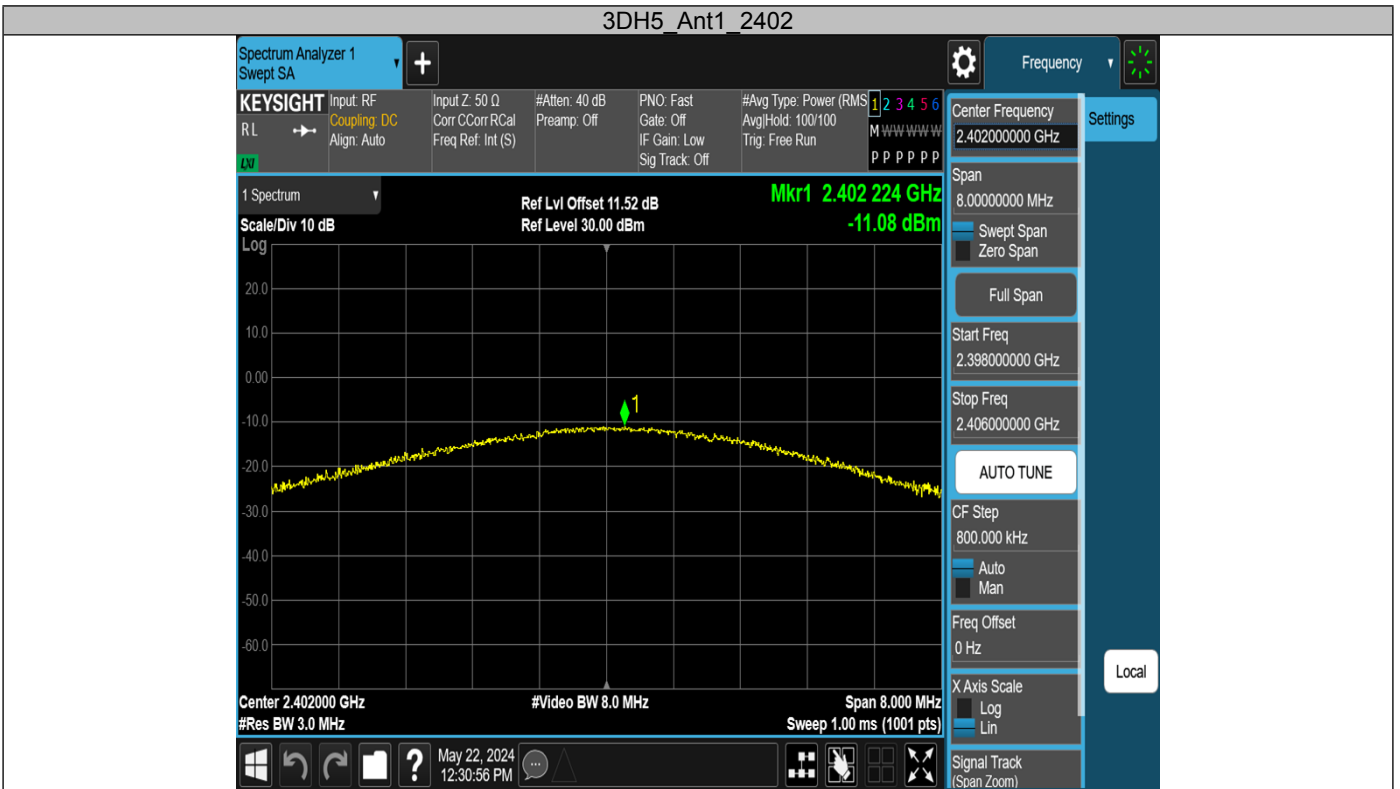 3DH5_Ant1_2402
Spectrum Analyzer 1
Swept SA
Frequency
KEYSIGHT
RL
LXI
Input: RF
Coupling: DC
Align: Auto
Input Z: 50 Ω
Corr CCorr RCal
Freq Ref: Int (S)
#Atten: 40 dB
Preamp: Off
PNO: Fast
Gate: Off
IF Gain: Low
Sig Track: Off
#Avg Type: Power (RMS
Avg|Hold: 100/100
Trig: Free Run
1 2 3 4 5 6
M W W W W W
P P P P P P
1 Spectrum
Scale/Div 10 dB
Log
Ref Lvl Offset 11.52 dB
Ref Level 30.00 dBm
Mkr1 2.402 224 GHz
-11.08 dBm
20.0
10.0
0.00
-10.0
-20.0
-30.0
-40.0
-50.0
-60.0
1
Center 2.402000 GHz
#Res BW 3.0 MHz
#Video BW 8.0 MHz
Span 8.000 MHz
Sweep 1.00 ms (1001 pts)
Center Frequency
2.402000000 GHz
Settings
Span
8.00000000 MHz
Swept Span
Zero Span
Full Span
Start Freq
2.398000000 GHz
Stop Freq
2.406000000 GHz
AUTO TUNE
CF Step
800.000 kHz
Auto
Man
Freq Offset
0 Hz
X Axis Scale
Log
Lin
Local
Signal Track
(Span Zoom)
?
May 22, 2024
12:30:56 PM